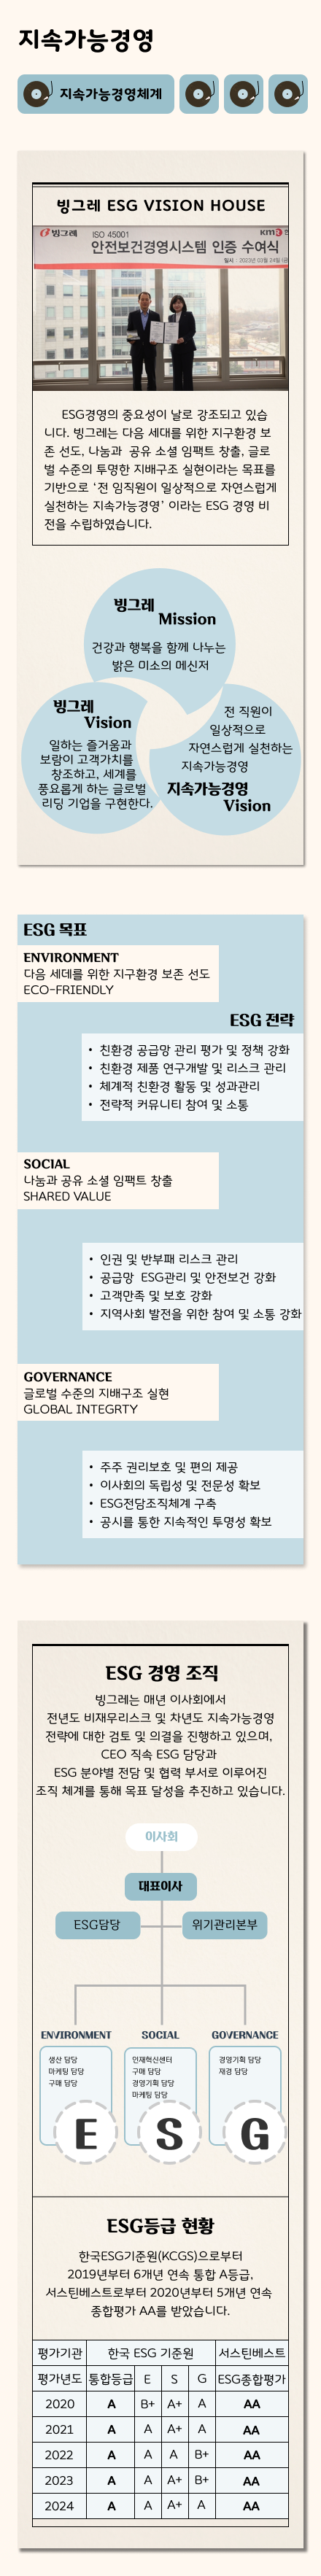 지속가능경영
지속가능경영체계
빙그레 ESG VISION HOUSE
빙그레
ISO 45001
안전보건경영시스템 인증 수여식
일시 : 2023년 03월 24일
ESG경영의 중요성이 날로 강조되고 있습
니다. 빙그레는 다음 세대를 위한 지구환경 보
존 선도, 나눔과 공유 소셜 임팩트 창출, 글로
벌 수준의 투명한 지배구조 실현이라는 목표를
기반으로 ‘전 임직원이 일상적으로 자연스럽게
실천하는 지속가능경영’ 이라는 ESG 경영 비
전을 수립하였습니다.
빙그레
Mission
건강과 행복을 함께 나누는
밝은 미소의 메신저
빙그레
Vision
일하는 즐거움과
보람이 고객가치를
창조하고, 세계를
풍요롭게 하는 글로벌
리딩 기업을 구현한다.
전 직원이
일상적으로
자연스럽게 실천하는
지속가능경영
지속가능경영
Vision
ESG 목표
ENVIRONMENT
다음 세데를 위한 지구환경 보존 선도
ECO-FRIENDLY
ESG 전략
• 친환경 공급망 관리 평가 및 정책 강화
• 친환경 제품 연구개발 및 리스크 관리
• 체계적 친환경 활동 및 성과관리
• 전략적 커뮤니티 참여 및 소통
SOCIAL
나눔과 공유 소셜 임팩트 창출
SHARED VALUE
• 인권 및 반부패 리스크 관리
• 공급망 ESG관리 및 안전보건 강화
• 고객만족 및 보호 강화
• 지역사회 발전을 위한 참여 및 소통 강화
GOVERNANCE
글로벌 수준의 지배구조 실현
GLOBAL INTEGRTY
• 주주 권리보호 및 편의 제공
• 이사회의 독립성 및 전문성 확보
• ESG전담조직체계 구축
• 공시를 통한 지속적인 투명성 확보
ESG 경영 조직
빙그레는 매년 이사회에서
전년도 비재무리스크 및 차년도 지속가능경영
전략에 대한 검토 및 의결을 진행하고 있으며,
CEO 직속 ESG 담당과
ESG 분야별 전담 및 협력 부서로 이루어진
조직 체계를 통해 목표 달성을 추진하고 있습니다.
이사회
대표이사
ESG담당 위기관리본부
ENVIRONMENT SOCIAL GOVERNANCE
생산 담당
마케팅 담당
구매 담당
인재혁신센터
구매 담당
경영기획 담당
마케팅 담당
경영기획 담당
재경 담당
E S G
ESG등급 현황
한국ESG기준원(KCGS)으로부터
2019년부터 6개년 연속 통합 A등급,
서스틴베스트로부터 2020년부터 5개년 연속
종합평가 AA를 받았습니다.
평가기관 한국 ESG 기준원 서스틴베스트
평가년도 통합등급 E S G ESG종합평가
2020 A B+ A+ A AA
2021 A A A+ A AA
2022 A A A B+ AA
2023 A A A+ B+ AA
2024 A A A+ A AA